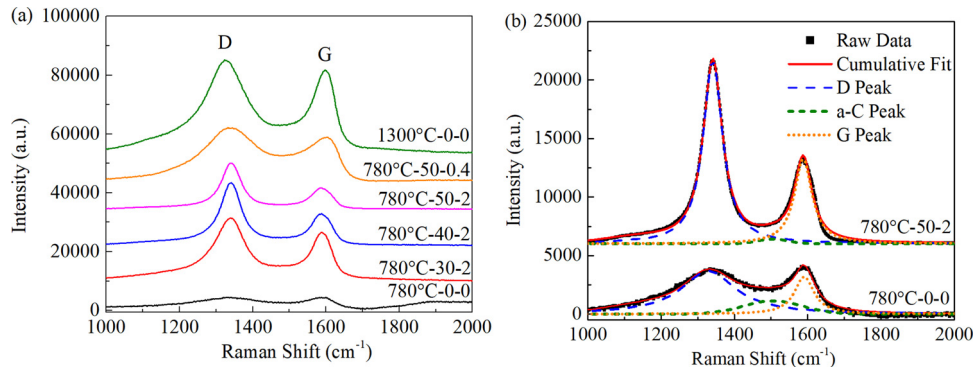 (a)
D
G
100000
80000
60000
40000
20000
0
1300°C-0-0
780°C-50-0.4
780°C-50-2
780°C-40-2
780°C-30-2
780°C-0-0
1000 1200 1400 1600 1800 2000
Raman Shift (cm-1)
Intensity (a.u.)
(b)
25000
20000
15000
10000
5000
0
Raw Data
Cumulative Fit
D Peak
a-C Peak
G Peak
780°C-50-2
780°C-0-0
1000 1200 1400 1600 1800 2000
Raman Shift (cm-1)
Intensity (a.u.)